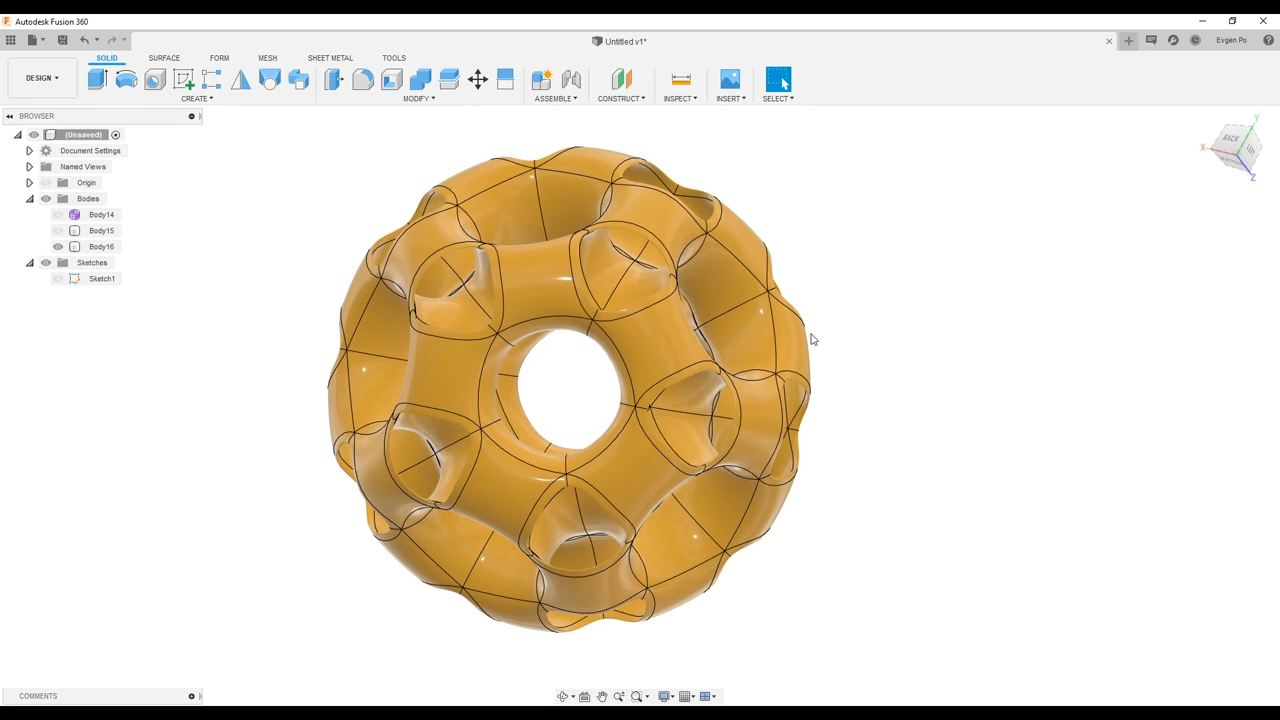 Autodesk Fusion 360
Untitled v1*
Evgen Po
SOLID SURFACE FORM MESH SHEET METAL TOOLS
DESIGN
CREATE MODIFY ASSEMBLE CONSTRUCT INSPECT INSERT SELECT
BROWSER
(Unsaved)
Document Settings
Named Views
Origin
Bodies
Body14
Body15
Body16
Sketches
Sketch1
Y
BACK
X
Z
COMMENTS